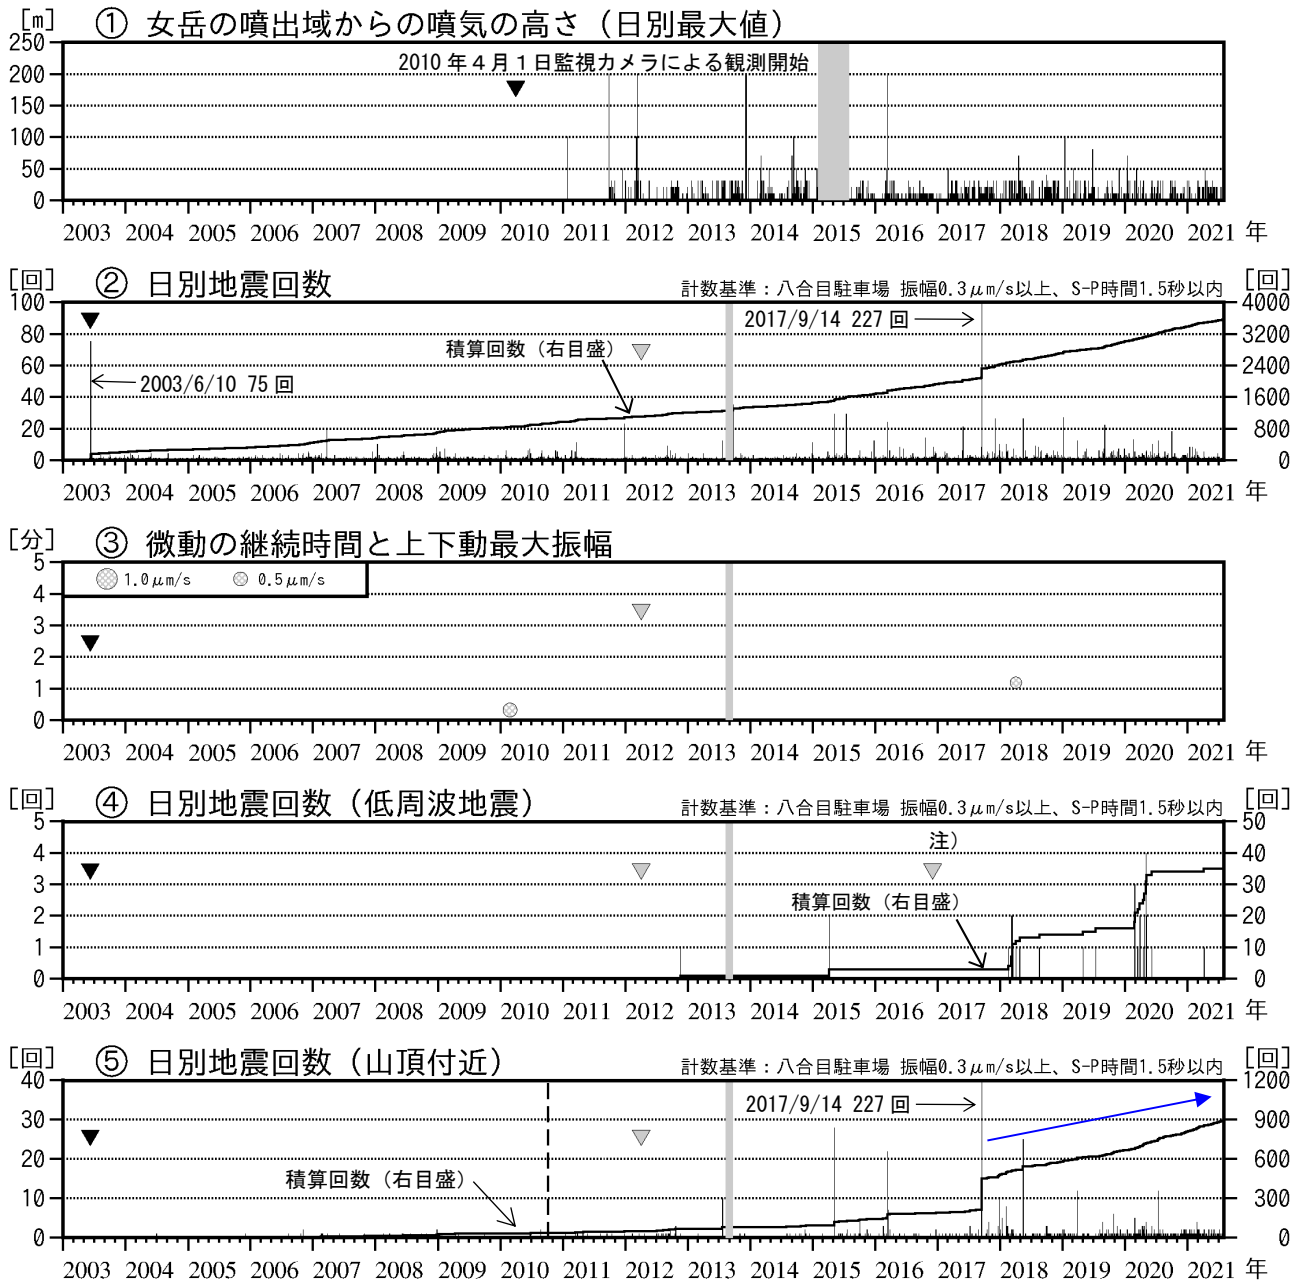 [m] ① 女岳の噴出域からの噴気の高さ（日別最大値）
250
200
150
100
50
0
2010年4月1日監視カメラによる観測開始
2003 2004 2005 2006 2007 2008 2009 2010 2011 2012 2013 2014 2015 2016 2017 2018 2019 2020 2021 年
[回] ② 日別地震回数 [回]
計数基準：八合目駐車場 振幅0.3μm/s以上、S-P時間1.5秒以内
100 4000
80 3200
60 2400
40 1600
20 800
0 0
2017/9/14 227回
積算回数（右目盛）
2003/6/10 75回
2003 2004 2005 2006 2007 2008 2009 2010 2011 2012 2013 2014 2015 2016 2017 2018 2019 2020 2021 年
[分] ③ 微動の継続時間と上下動最大振幅
5
4
3
2
1
0
1.0μm/s 0.5μm/s
2003 2004 2005 2006 2007 2008 2009 2010 2011 2012 2013 2014 2015 2016 2017 2018 2019 2020 2021 年
[回] ④ 日別地震回数（低周波地震） [回]
計数基準：八合目駐車場 振幅0.3μm/s以上、S-P時間1.5秒以内
5 50
4 40
3 30
2 20
1 10
0 0
注）
積算回数（右目盛）
2003 2004 2005 2006 2007 2008 2009 2010 2011 2012 2013 2014 2015 2016 2017 2018 2019 2020 2021 年
[回] ⑤ 日別地震回数（山頂付近） [回]
計数基準：八合目駐車場 振幅0.3μm/s以上、S-P時間1.5秒以内
40 1200
30 900
20 600
10 300
0 0
2017/9/14 227回
積算回数（右目盛）
2003 2004 2005 2006 2007 2008 2009 2010 2011 2012 2013 2014 2015 2016 2017 2018 2019 2020 2021 年